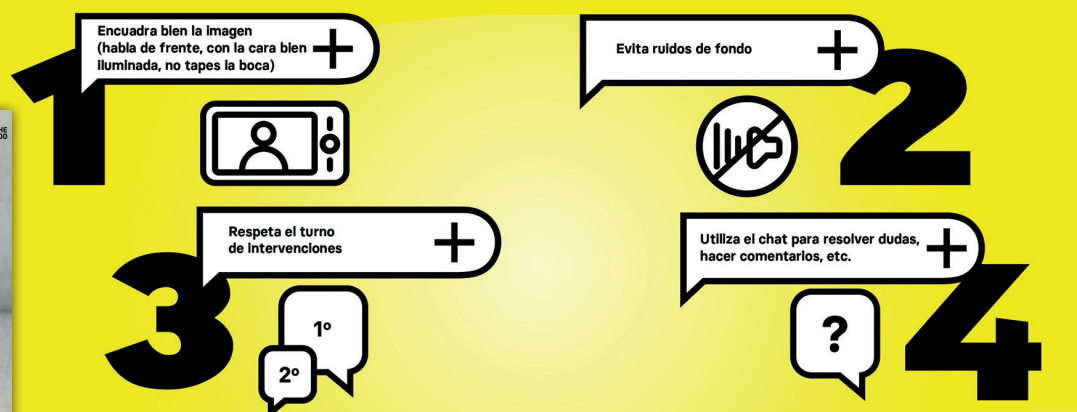 1
Encuadra bien la imagen
(habla de frente, con la cara bien
iluminada, no tapes la boca)
2
Evita ruidos de fondo
3
Respeta el turno
de intervenciones
1º
2º
4
Utiliza el chat para resolver dudas,
hacer comentarios, etc.
?